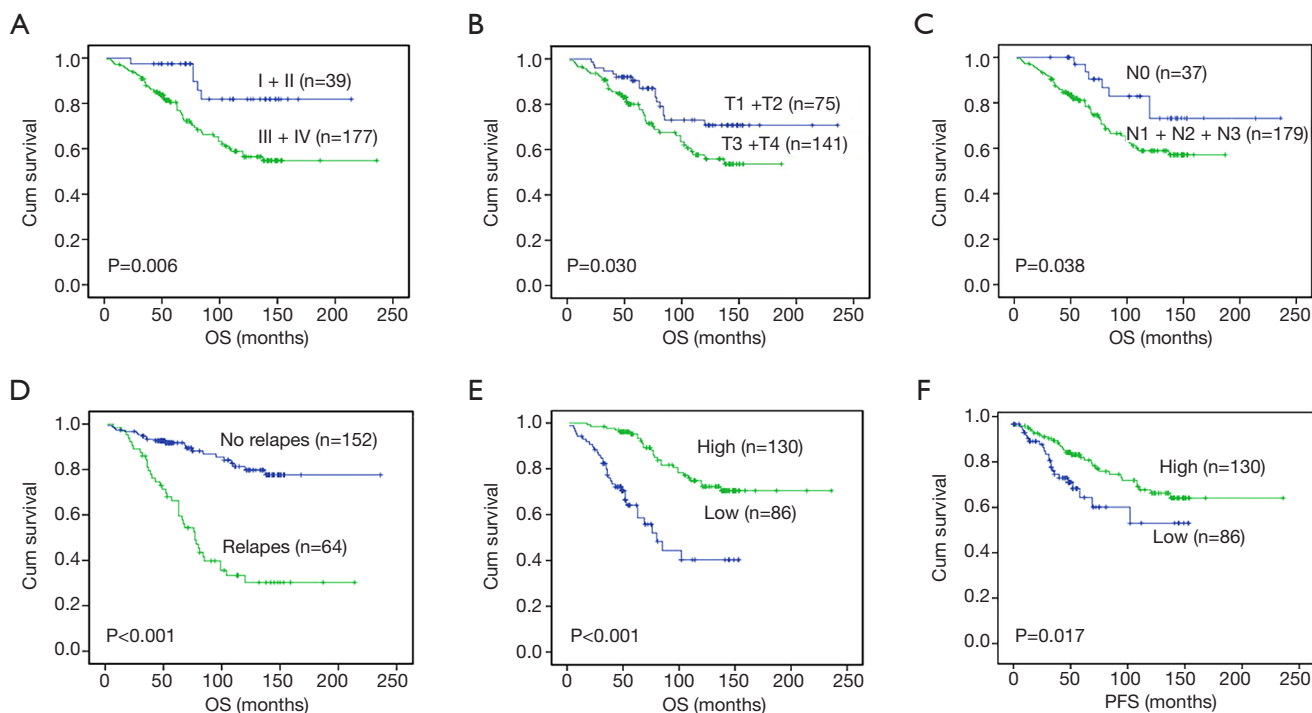 A
Cum survival
1.0
0.8
0.6
0.4
0.2
0.0
I + II (n=39)
III + IV (n=177)
P=0.006
0 50 100 150 200 250
OS (months)
B
Cum survival
1.0
0.8
0.6
0.4
0.2
0.0
T1 +T2 (n=75)
T3 +T4 (n=141)
P=0.030
0 50 100 150 200 250
OS (months)
C
Cum survival
1.0
0.8
0.6
0.4
0.2
0.0
N0 (n=37)
N1 + N2 + N3 (n=179)
P=0.038
0 50 100 150 200 250
OS (months)
D
Cum survival
1.0
0.8
0.6
0.4
0.2
0.0
No relapes (n=152)
Relapes (n=64)
P<0.001
0 50 100 150 200 250
OS (months)
E
Cum survival
1.0
0.8
0.6
0.4
0.2
0.0
High (n=130)
Low (n=86)
P<0.001
0 50 100 150 200 250
OS (months)
F
Cum survival
1.0
0.8
0.6
0.4
0.2
0.0
High (n=130)
Low (n=86)
P=0.017
0 50 100 150 200 250
PFS (months)